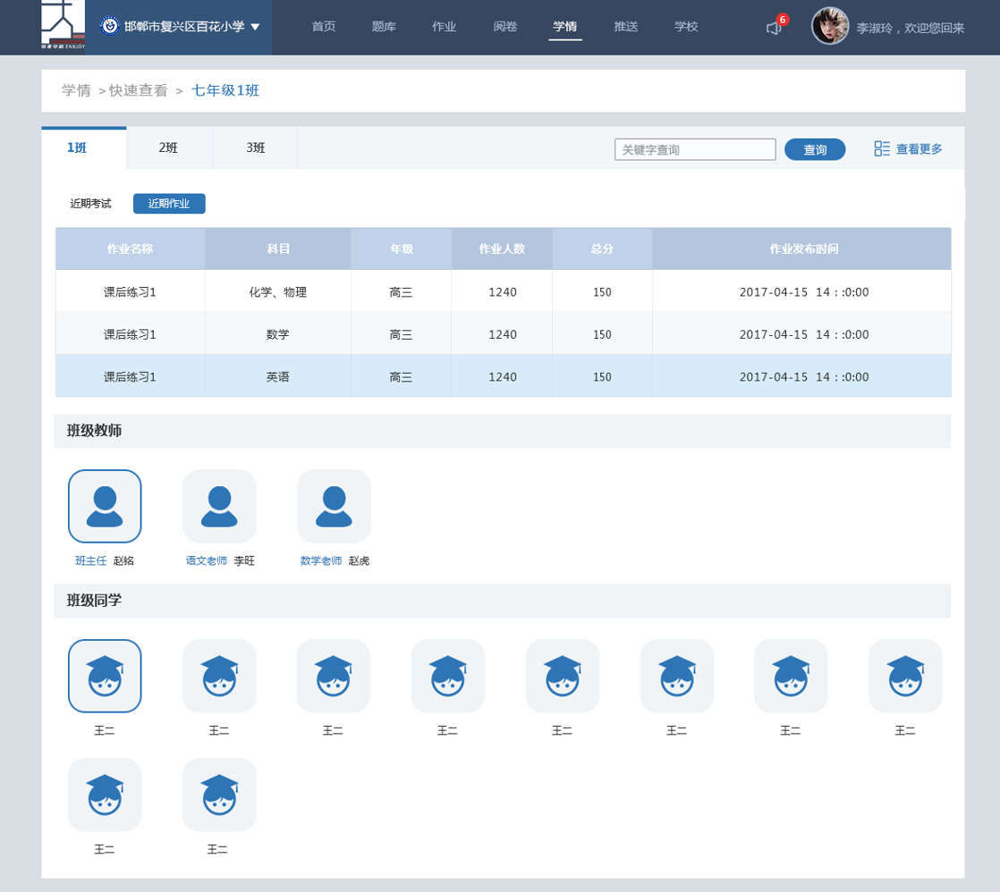 邯郸市复兴区百花小学 ▼ 首页 题库 作业 阅卷 学情 推送 学校 6 李淑玲，欢迎您回来
学情 >快速查看 > 七年级1班
1班 2班 3班 关键字查询 查询 查看更多
近期考试 近期作业
作业名称 科目 年级 作业人数 总分 作业发布时间
课后练习1 化学、物理 高三 1240 150 2017-04-15 14：:0:00
课后练习1 数学 高三 1240 150 2017-04-15 14：:0:00
课后练习1 英语 高三 1240 150 2017-04-15 14：:0:00
班级教师
班主任 赵铭 语文老师 李旺 数学老师 赵虎
班级同学
王二 王二 王二 王二 王二 王二 王二 王二
王二 王二